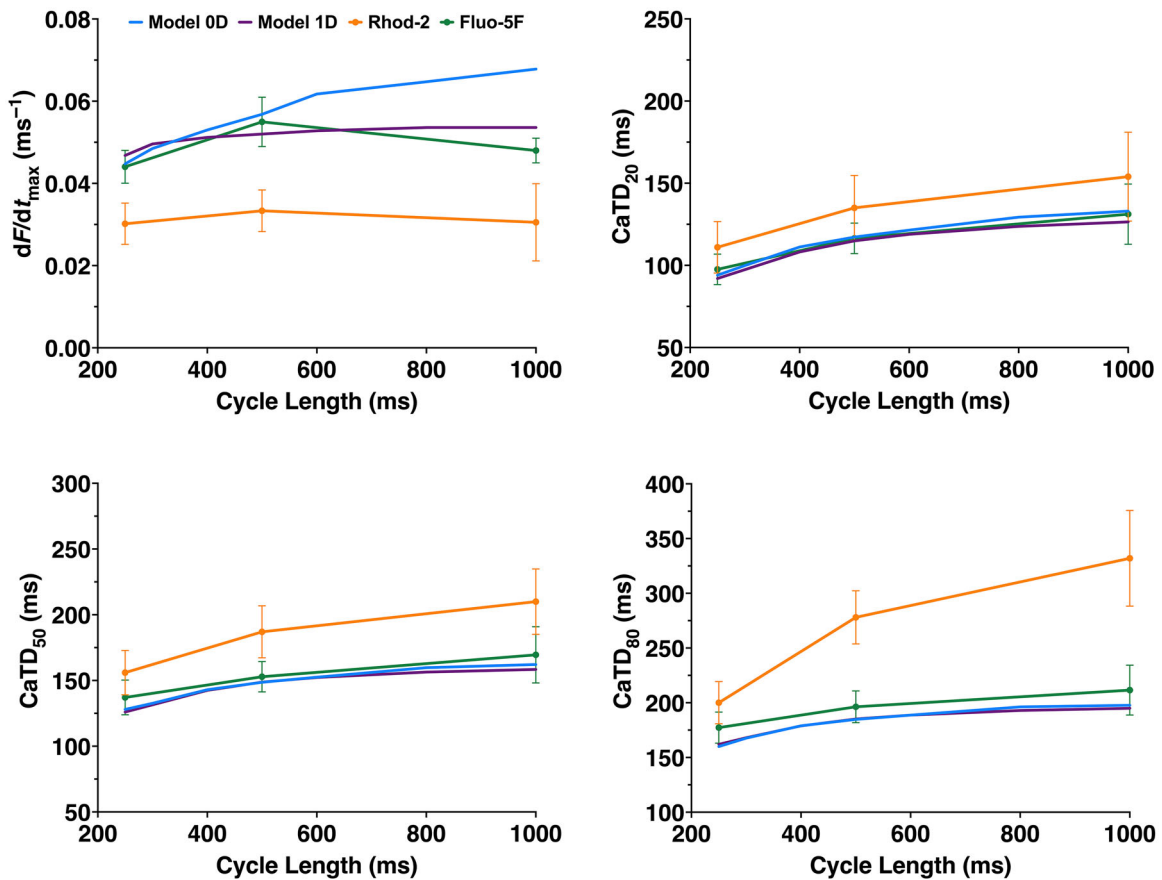 Model 0D Model 1D Rhod-2 Fluo-5F
dF/dt_max (ms⁻¹)
0.08
0.06
0.04
0.02
0.00
200 400 600 800 1000
Cycle Length (ms)
CaTD₂₀ (ms)
250
200
150
100
50
200 400 600 800 1000
Cycle Length (ms)
CaTD₅₀ (ms)
300
250
200
150
100
50
200 400 600 800 1000
Cycle Length (ms)
CaTD₈₀ (ms)
400
350
300
250
200
150
100
200 400 600 800 1000
Cycle Length (ms)